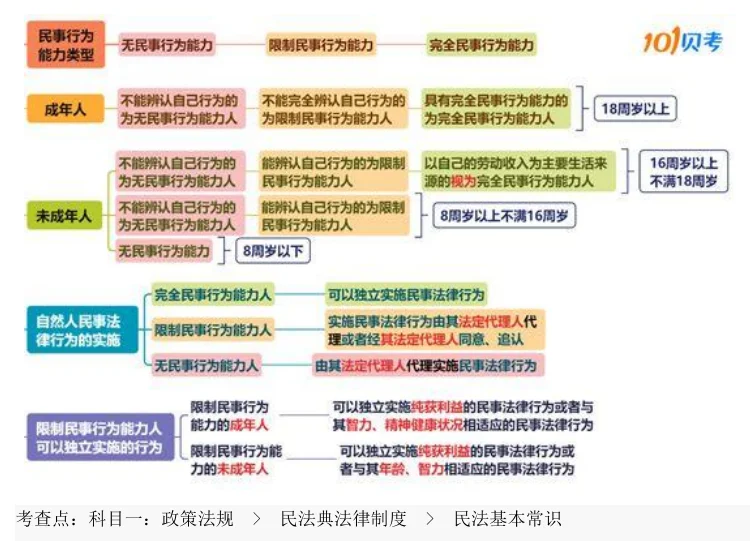 民事行为
能力类型
无民事行为能力
限制民事行为能力
完全民事行为能力
101贝考
成年人
不能辨认自己行为的
为无民事行为能力人
不能完全辨认自己行为的
为限制民事行为能力人
具有完全民事行为能力的
为完全民事行为能力人
18周岁以上
未成年人
不能辨认自己行为的
为无民事行为能力人
能辨认自己行为的为限制
民事行为能力人
以自己的劳动收入为主要生活来
源的视为完全民事行为能力人
16周岁以上
不满18周岁
不能辨认自己行为的
为无民事行为能力人
能辨认自己行为的为限制
民事行为能力人
8周岁以上不满16周岁
无民事行为能力
8周岁以下
自然人民事法
律行为的实施
完全民事行为能力人
可以独立实施民事法律行为
限制民事行为能力人
实施民事法律行为由其法定代理人代
理或者经其法定代理人同意、追认
无民事行为能力人
由其法定代理人代理实施民事法律行为
限制民事行为能力人
可以独立实施的行为
限制民事行为
能力的成年人
可以独立实施纯获利益的民事法律行为或者与
其智力、精神健康状况相适应的民事法律行为
限制民事行为能
力的未成年人
可以独立实施纯获利益的民事法律行为或
者与其年龄、智力相适应的民事法律行为
考查点：科目一：政策法规 > 民法典法律制度 > 民法基本常识